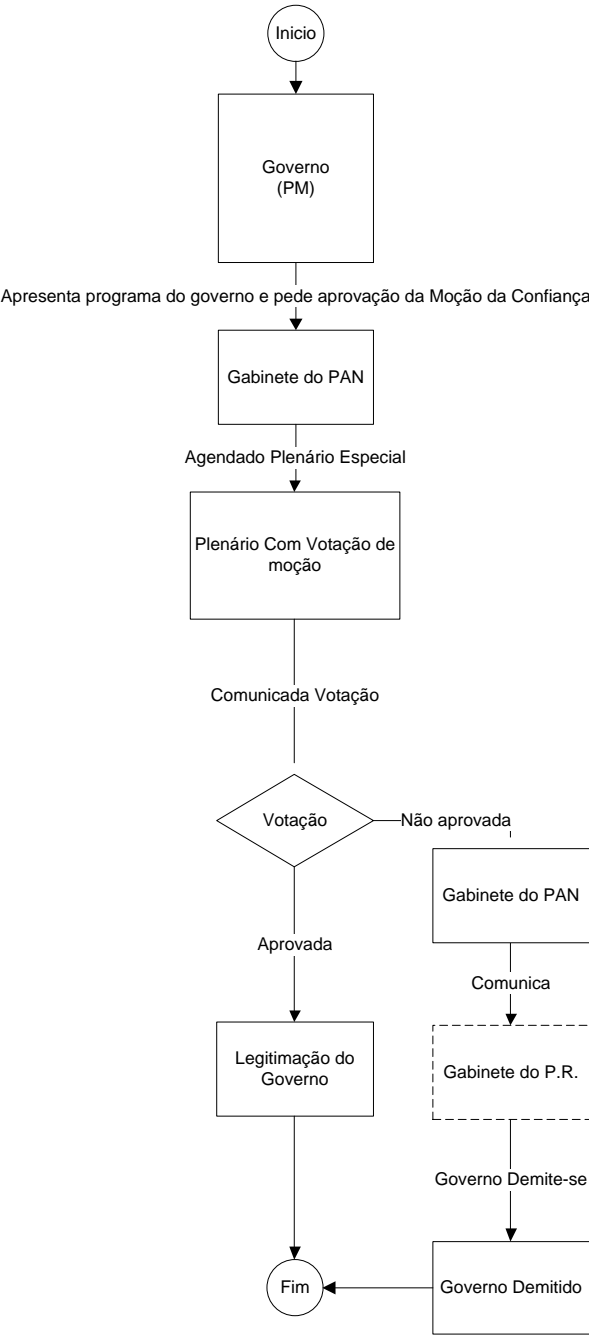 Inicio
Governo
(PM)
Apresenta programa do governo e pede aprovação da Moção da Confiança
Gabinete do PAN
Agendado Plenário Especial
Plenário Com Votação de
moção
Comunicada Votação
Votação
Não aprovada
Gabinete do PAN
Aprovada
Comunica
Legitimação do
Governo
Gabinete do P.R.
Governo Demite-se
Fim
Governo Demitido